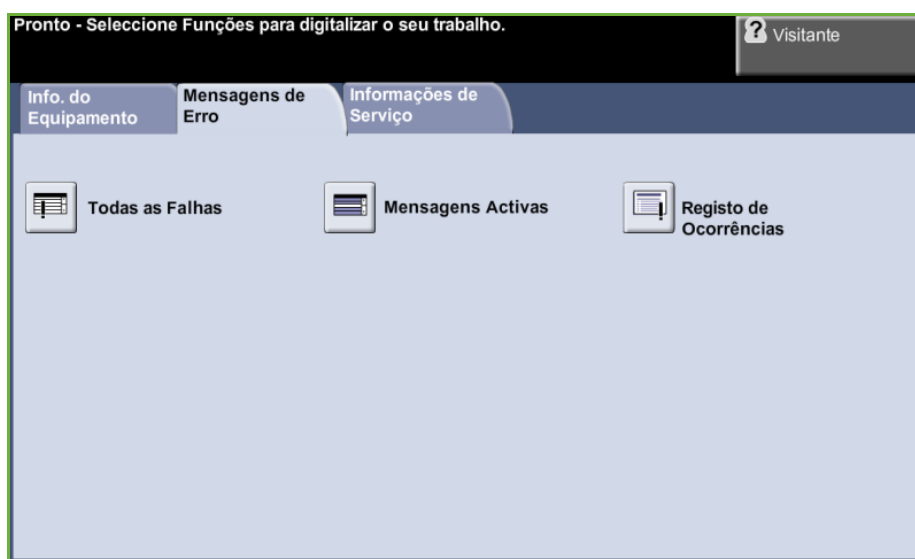 Pronto - Seleccione Funções para digitalizar o seu trabalho.
Visitante
Info. do
Equipamento
Mensagens de
Erro
Informações de
Serviço
Todas as Falhas
Mensagens Activas
Registo de
Ocorrências